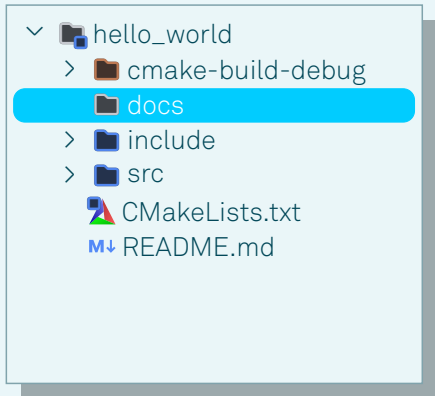 hello_world
cmake-build-debug
docs
include
src
CMakeLists.txt
M↓ README.md